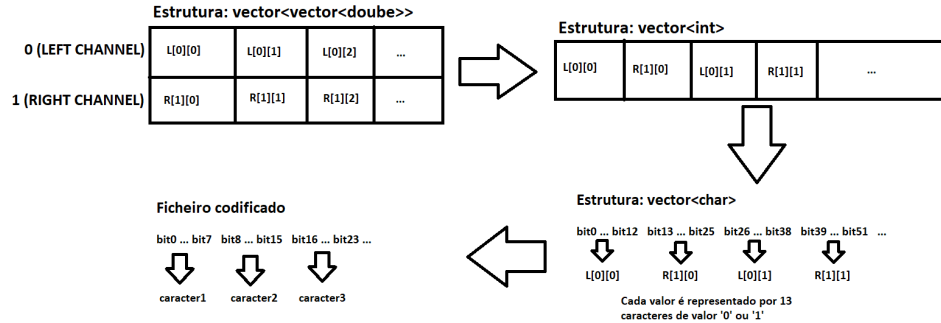 Estrutura: vector<vector<doube>>
0 (LEFT CHANNEL) L[0][0] L[0][1] L[0][2] ...
1 (RIGHT CHANNEL) R[1][0] R[1][1] R[1][2] ...
Estrutura: vector<int>
L[0][0] R[1][0] L[0][1] R[1][1] ...
Estrutura: vector<char>
bit0 ... bit12 bit13 ... bit25 bit26 ... bit38 bit39 ... bit51 ...
L[0][0] R[1][0] L[0][1] R[1][1]
Cada valor é representado por 13
caracteres de valor '0' ou '1'
Ficheiro codificado
bit0 ... bit7 bit8 ... bit15 bit16 ... bit23 ...
caracter1 caracter2 caracter3